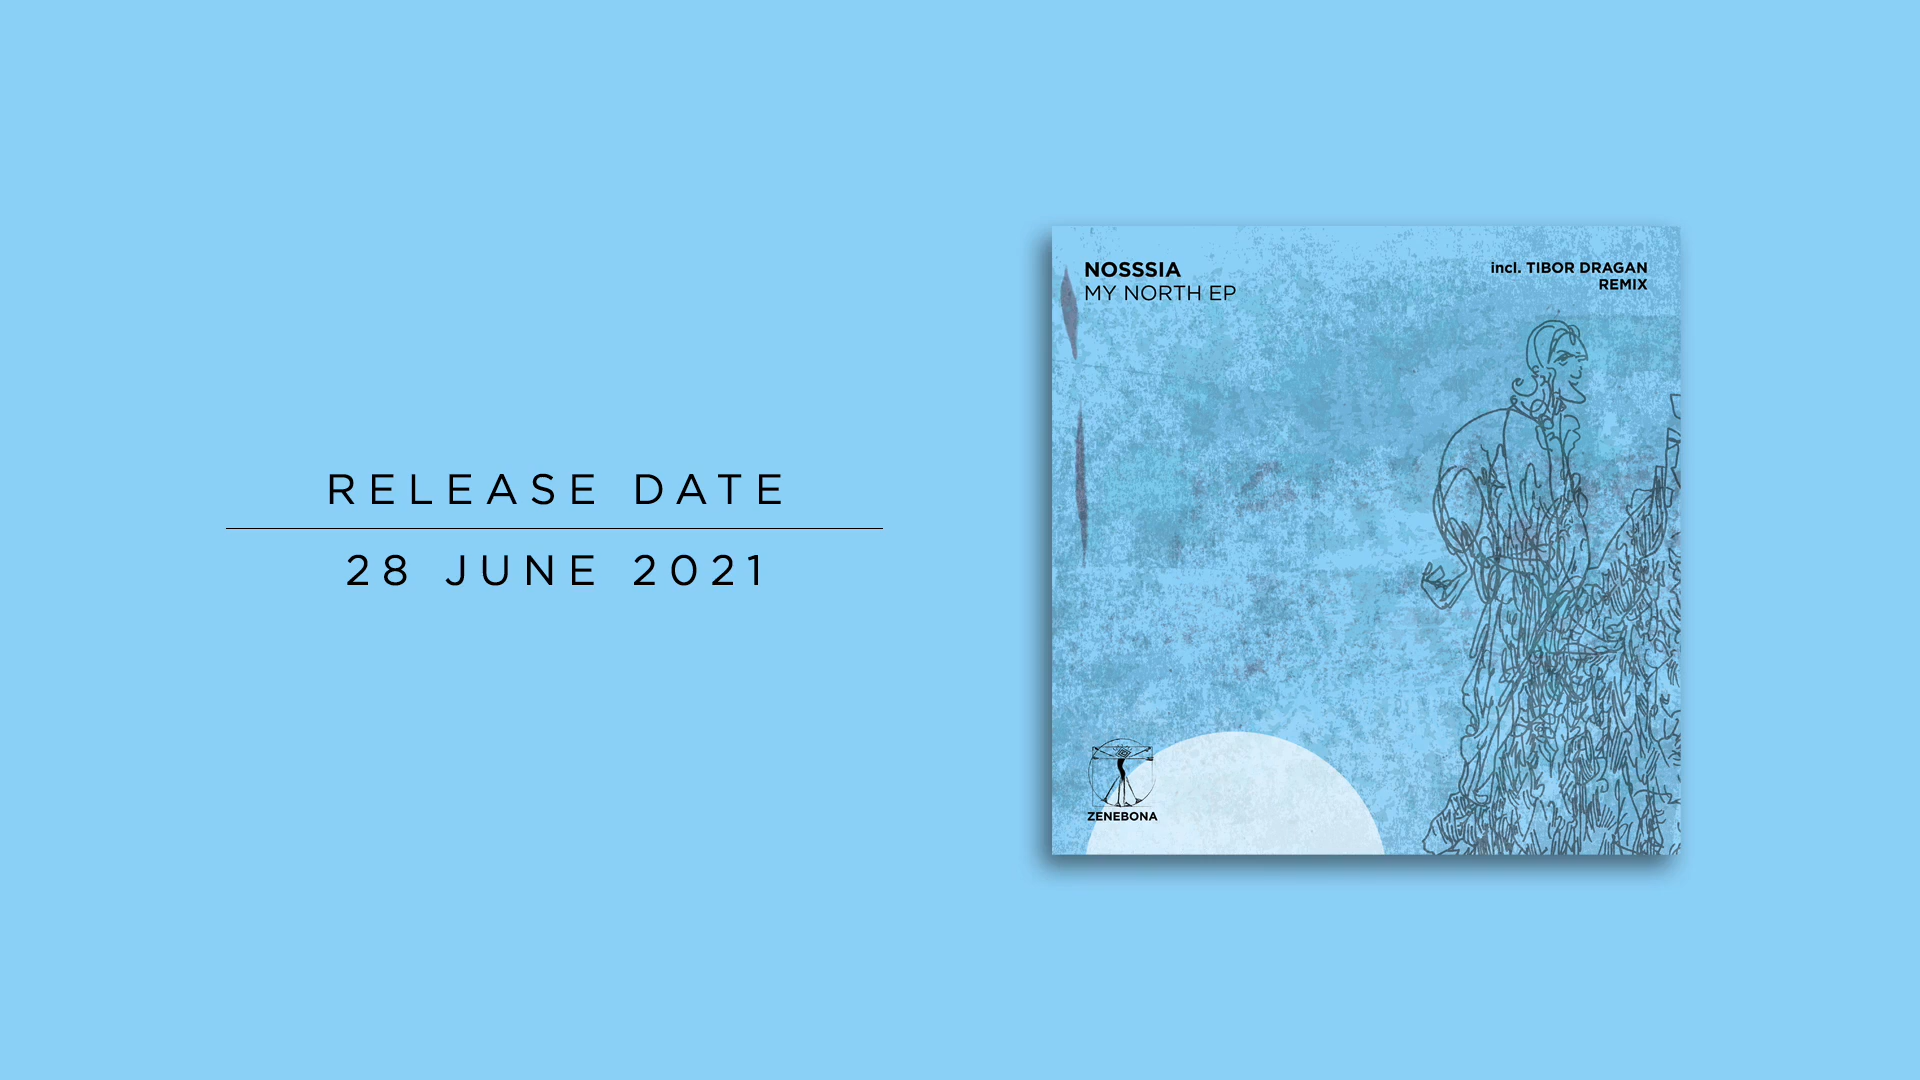 RELEASE DATE
28 JUNE 2021
NOSSSIA
MY NORTH EP
incl. TIBOR DRAGAN
REMIX
ZENEBONA